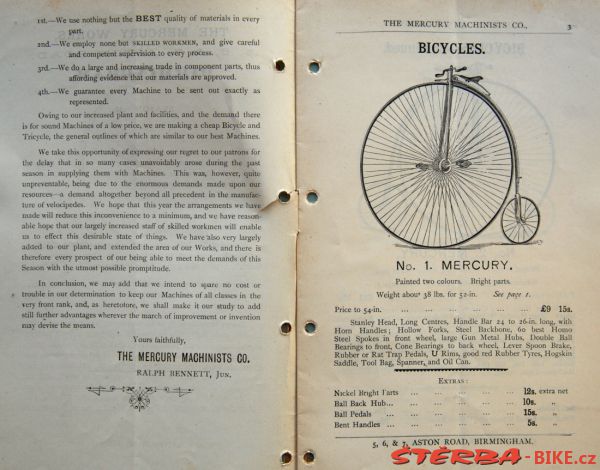 1st.—We use nothing but the BEST quality of materials in every
part.
2nd.—We employ none but SKILLED WORKMEN, and give careful
and competent supervision to every process.
3rd.—We do a large and increasing trade in component parts, thus
affording evidence that our materials are approved.
4th.—We guarantee every Machine to be sent out exactly as
represented.
Owing to our increased plant and facilities, and the demand there
is for sound Machines of a low price, we are making a cheap Bicycle and
Tricycle, the general outlines of which are similar to our best Machines.
We take this opportunity of expressing our regret to our patrons for
the delay that in so many cases unavoidably arose during the past
season in supplying them with Machines. This was, however, quite
unpreventable, being due to the enormous demands made upon our
resources—a demand altogether beyond all precedent in the manufac-
ture of velocipedes. We hope that this year the arrangements we have
made will reduce this inconvenience to a minimum, and we have reason-
able hope that our largely increased staff of skilled workmen will enable
us to effect this desirable state of things. We have also very largely
added to our plant, and extended the area of our Works, and there is
therefore every prospect of our being able to meet the demands of this
Season with the utmost possible promptitude.
In conclusion, we may add that we intend to spare no cost or
trouble in our determination to keep our Machines of all classes in the
very front rank, and, as heretofore, we shall make it our study to add
still further advantages wherever the march of improvement or invention
may devise the means.
Yours faithfully,
THE MERCURY MACHINISTS CO.
RALPH BENNETT, JUN.
THE MERCURY MACHINISTS CO., 3
BICYCLES.
No. 1. MERCURY.
Painted two colours. Bright parts.
Weight about 38 lbs. for 52-in. See page 1.
Price to 54-in. ... ... ... ... ... £9 15s.
Stanley Head, Long Centres, Handle Bar 24 to 26-in. long, with
Horn Handles; Hollow Forks, Steel Backbone, 60 best Homo
Steel Spokes in front wheel, large Gun Metal Hubs, Double Ball
Bearings to front, Cone Bearings to back Wheel, Lever Spoon Brake,
Rubber or Rat Trap Pedals, U Rims, good red Rubber Tyres, Hogskin
Saddle, Tool Bag, Spanner, and Oil Can.
EXTRAS:
Nickel Bright Parts ... ... ... ... 12s. extra net
Ball Back Hub... ... ... ... ... 10s. ,,
Ball Pedals ... ... ... ... ... 15s. ,,
Bent Handles ... ... ... ... ... 5s. ,,
5, 6, & 7, ASTON ROAD, BIRMINGHAM.
ŠTĚRBA-BIKE.cz